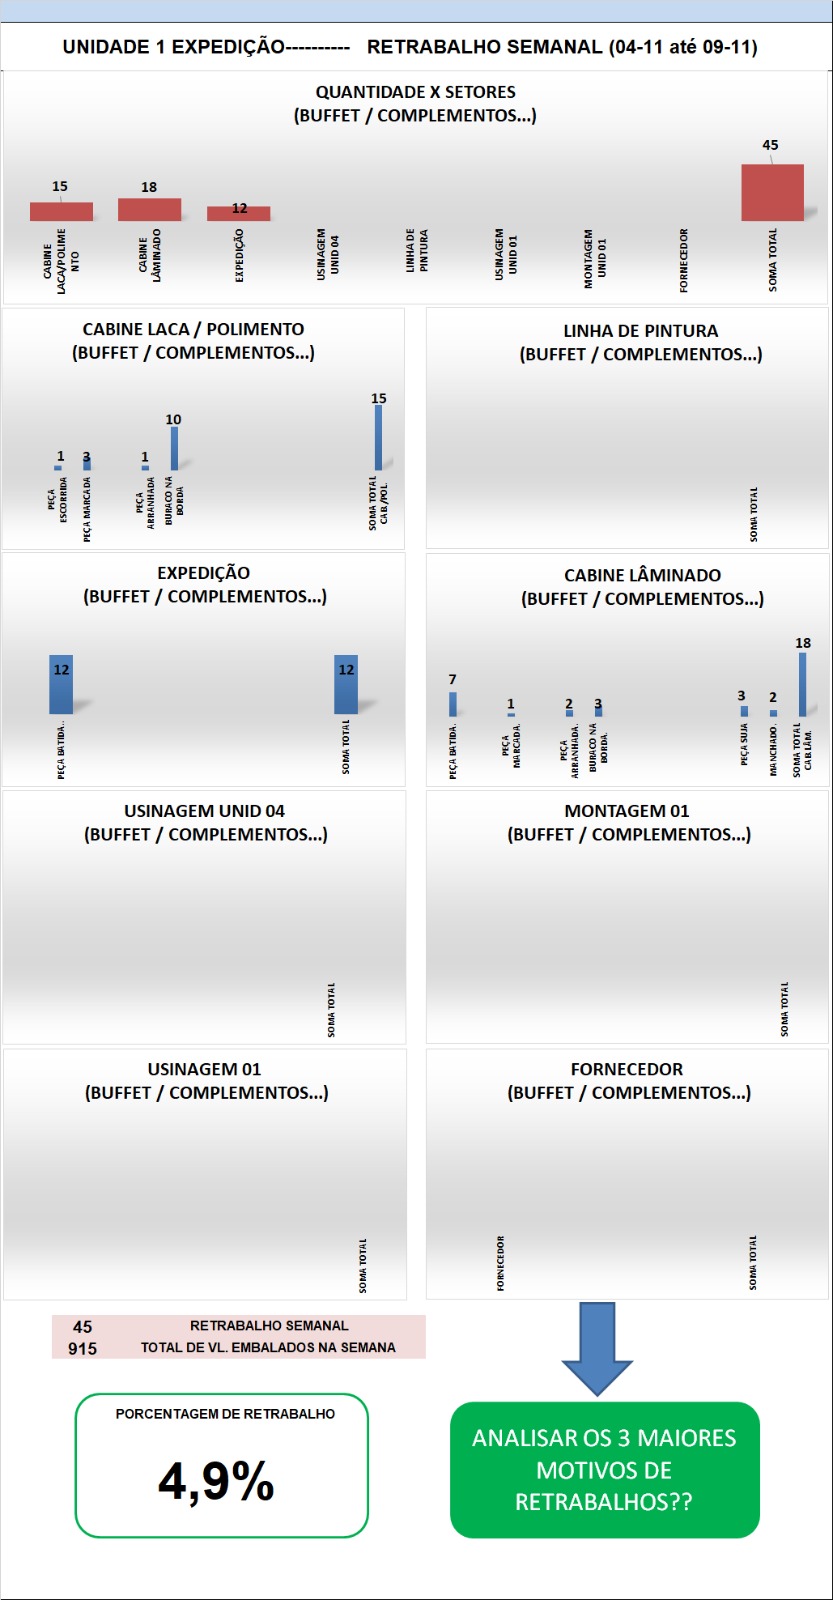 UNIDADE 1 EXPEDIÇÃO---------- RETRABALHO SEMANAL (04-11 até 09-11)
QUANTIDADE X SETORES
(BUFFET / COMPLEMENTOS...)
15
18
12
45
CABINE
LACA/POLIME
NTO
CABINE
LÂMINADO
EXPEDIÇÃO
USINAGEM
UNID 04
LINHA DE
PINTURA
USINAGEM
UNID 01
MONTAGEM
UNID 01
FORNECEDOR
SOMA TOTAL
CABINE LACA / POLIMENTO
(BUFFET / COMPLEMENTOS...)
1
3
1
10
15
PEÇA
ESCORRIDA
PEÇA MARCADA
PEÇA
ARRANHADA
BURACO NA
BORDA
SOMA TOTAL
CAB./POL.
LINHA DE PINTURA
(BUFFET / COMPLEMENTOS...)
SOMA TOTAL
EXPEDIÇÃO
(BUFFET / COMPLEMENTOS...)
12
12
PEÇA BATIDA..
SOMA TOTAL
CABINE LÂMINADO
(BUFFET / COMPLEMENTOS...)
7
1
2
3
3
2
18
PEÇA BATIDA.
PEÇA
MARCADA.
PEÇA
ARRANHADA.
BURACO NA
BORDA.
PEÇA SUJA
MANCHADO.
SOMA TOTAL
CAB.LÂM.
USINAGEM UNID 04
(BUFFET / COMPLEMENTOS...)
SOMA TOTAL
MONTAGEM 01
(BUFFET / COMPLEMENTOS...)
SOMA TOTAL
USINAGEM 01
(BUFFET / COMPLEMENTOS...)
SOMA TOTAL
FORNECEDOR
(BUFFET / COMPLEMENTOS...)
FORNECEDOR
SOMA TOTAL
45 RETRABALHO SEMANAL
915 TOTAL DE VL. EMBALADOS NA SEMANA
PORCENTAGEM DE RETRABALHO
4,9%
ANALISAR OS 3 MAIORES
MOTIVOS DE
RETRABALHOS??